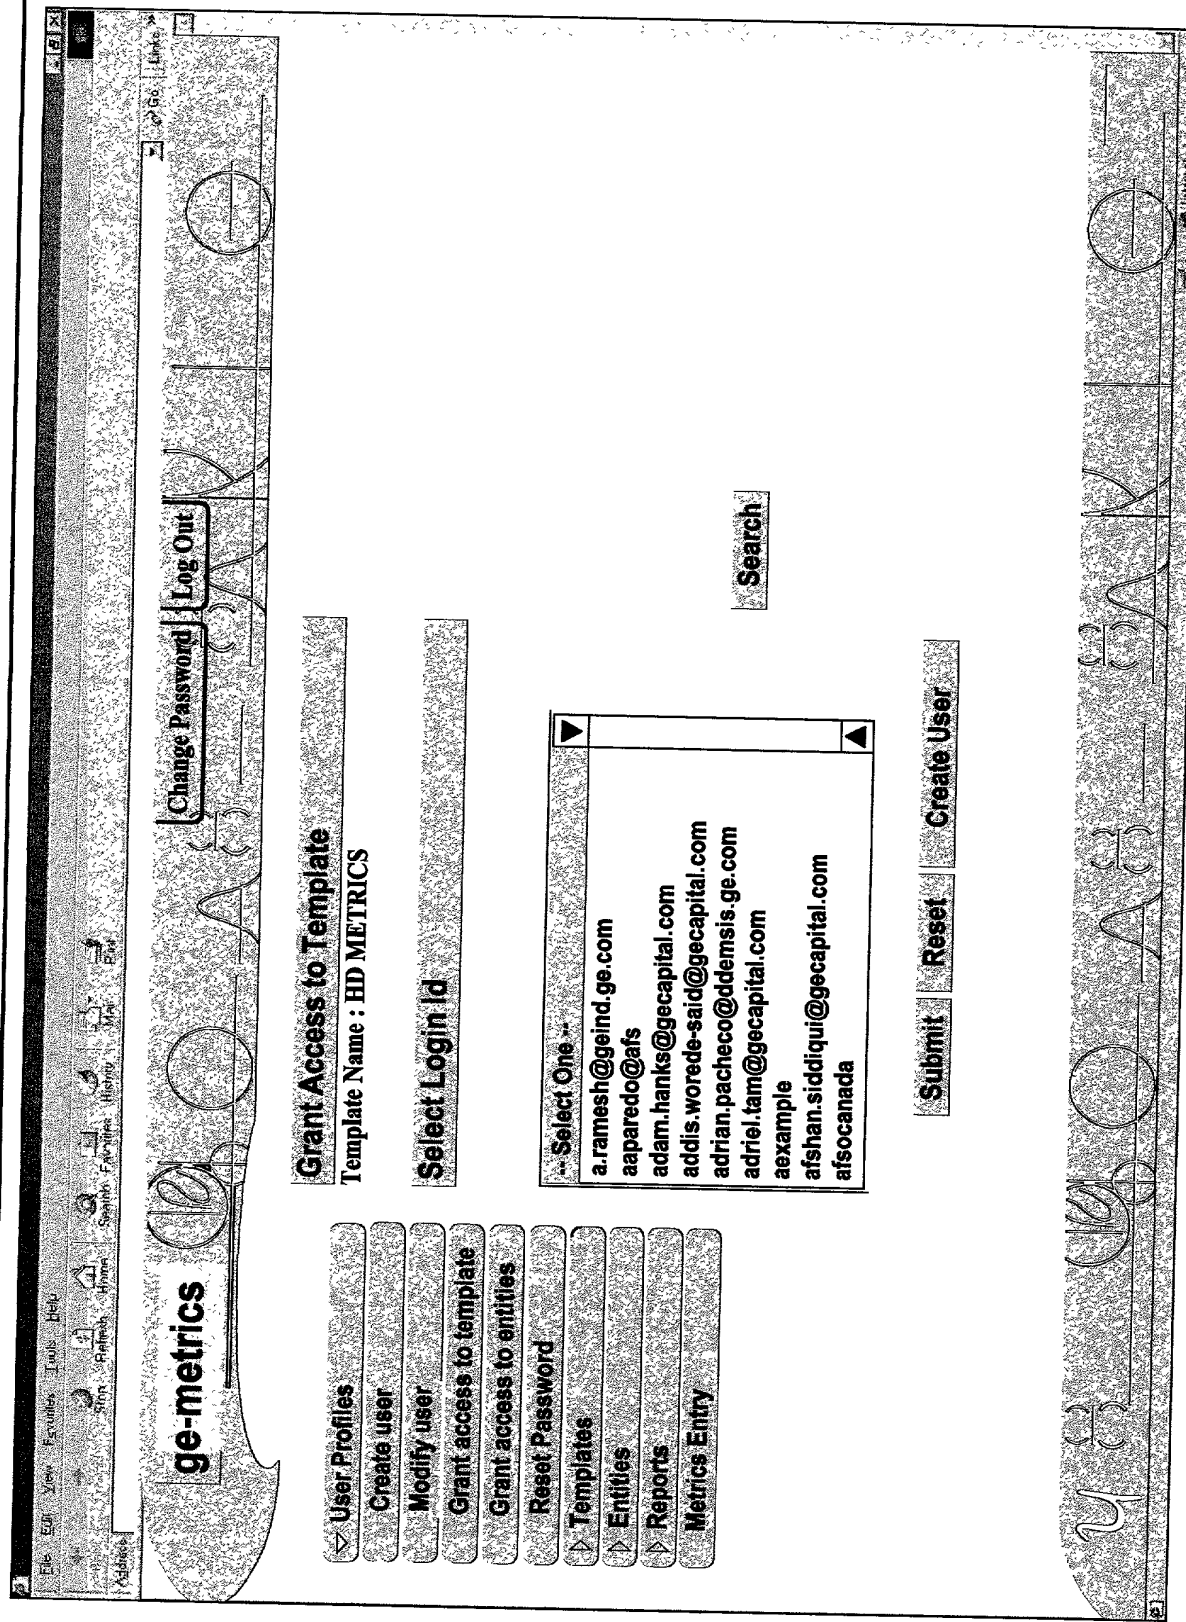 File Edit View Favorites Tools Help
Stop Refresh Home Search Favorites History Mail Print
Address
Go Links »
ge-metrics
Change Password Log Out
User Profiles
Create user
Modify user
Grant access to template
Grant access to entities
Reset Password
Templates
Entities
Reports
Metrics Entry
Grant Access to Template
Template Name : HD METRICS
Select Login Id
-- Select One --
a.ramesh@geind.ge.com
aaparedo@afs
adam.hanks@gecapital.com
addis.worede-said@gecapital.com
adrian.pacheco@ddemsis.ge.com
adriel.tam@gecapital.com
aexample
afshan.siddiqui@gecapital.com
afsocanada
Search
Submit Reset Create User